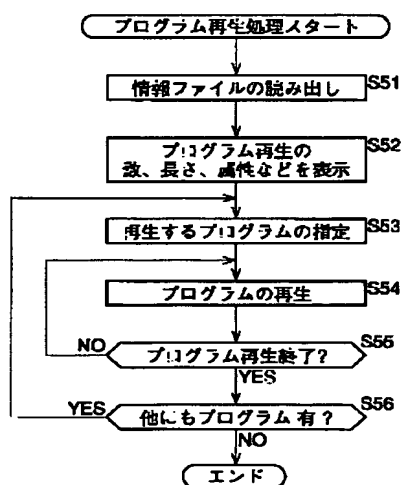 プログラム再生処理スタート
情報ファイルの読み出し
S51
プログラム再生の
数、長さ、属性などを表示
S52
再生するプログラムの指定
S53
プログラムの再生
S54
プログラム再生終了?
S55
NO
YES
他にもプログラム有?
S56
YES
NO
エンド